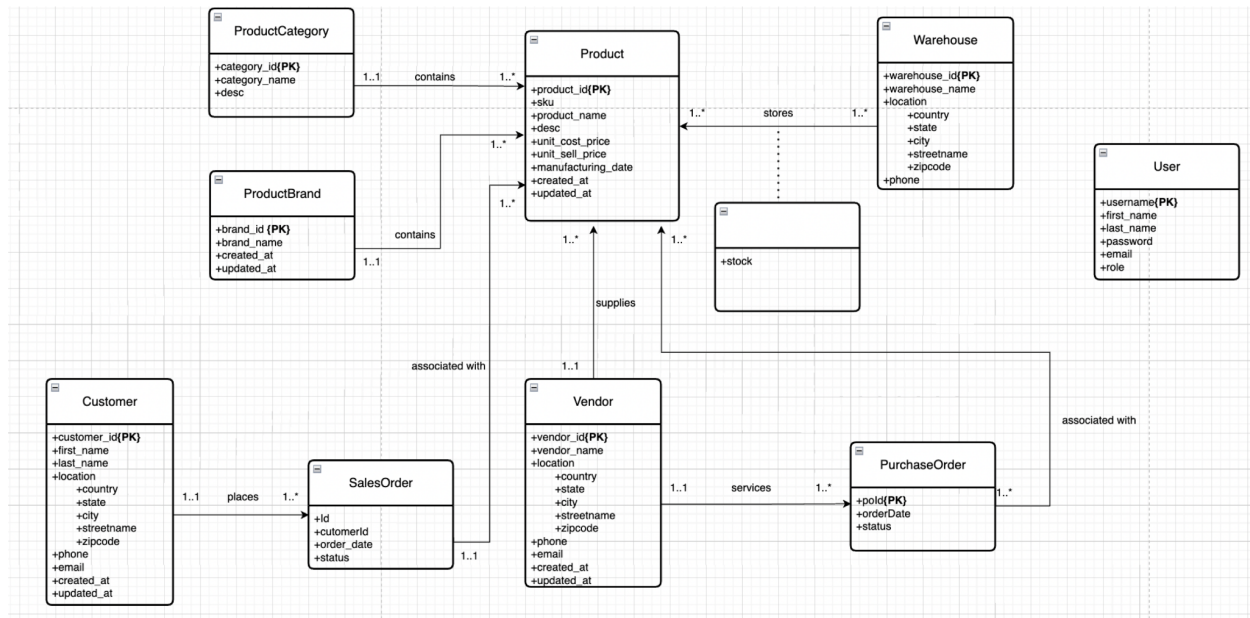 ProductCategory
+category_id{PK}
+category_name
+desc
1..1
contains
1..*
Product
+product_id{PK}
+sku
+product_name
+desc
+unit_cost_price
+unit_sell_price
+manufacturing_date
+created_at
+updated_at
1..*
stores
1..*
Warehouse
+warehouse_id{PK}
+warehouse_name
+location
+country
+state
+city
+streetname
+zipcode
+phone
User
+username{PK}
+first_name
+last_name
+password
+email
+role
ProductBrand
+brand_id {PK}
+brand_name
+created_at
+updated_at
1..1
contains
1..*
1..*
+stock
1..*
1..*
supplies
1..1
associated with
associated with
Customer
+customer_id{PK}
+first_name
+last_name
+location
+country
+state
+city
+streetname
+zipcode
+phone
+email
+created_at
+updated_at
1..1
places
1..*
SalesOrder
+Id
+cutomerId
+order_date
+status
1..1
Vendor
+vendor_id{PK}
+vendor_name
+location
+country
+state
+city
+streetname
+zipcode
+phone
+email
+created_at
+updated_at
1..1
services
1..*
PurchaseOrder
+poId{PK}
+orderDate
+status
1..*